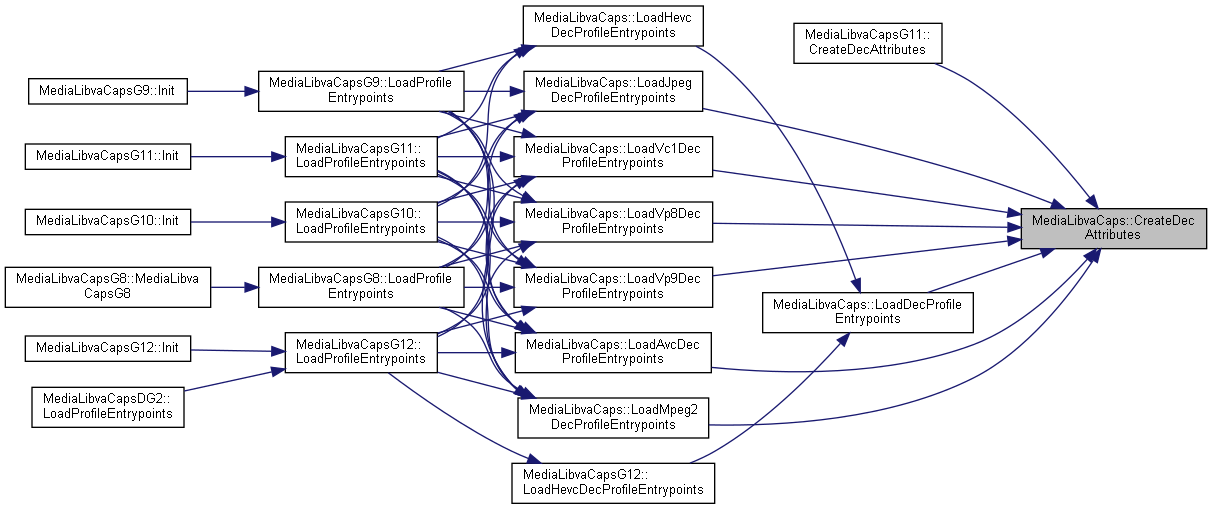 MediaLibvaCapsG9::Init
MediaLibvaCapsG11::Init
MediaLibvaCapsG10::Init
MediaLibvaCapsG8::MediaLibva
CapsG8
MediaLibvaCapsG12::Init
MediaLibvaCapsDG2::
LoadProfileEntrypoints
MediaLibvaCapsG9::LoadProfile
Entrypoints
MediaLibvaCapsG11::
LoadProfileEntrypoints
MediaLibvaCapsG10::
LoadProfileEntrypoints
MediaLibvaCapsG8::LoadProfile
Entrypoints
MediaLibvaCapsG12::
LoadProfileEntrypoints
MediaLibvaCaps::LoadHevc
DecProfileEntrypoints
MediaLibvaCaps::LoadJpeg
DecProfileEntrypoints
MediaLibvaCaps::LoadVc1Dec
ProfileEntrypoints
MediaLibvaCaps::LoadVp8Dec
ProfileEntrypoints
MediaLibvaCaps::LoadVp9Dec
ProfileEntrypoints
MediaLibvaCaps::LoadAvcDec
ProfileEntrypoints
MediaLibvaCaps::LoadMpeg2
DecProfileEntrypoints
MediaLibvaCapsG12::
LoadHevcDecProfileEntrypoints
MediaLibvaCapsG11::
CreateDecAttributes
MediaLibvaCaps::LoadDecProfile
Entrypoints
MediaLibvaCaps::CreateDec
Attributes